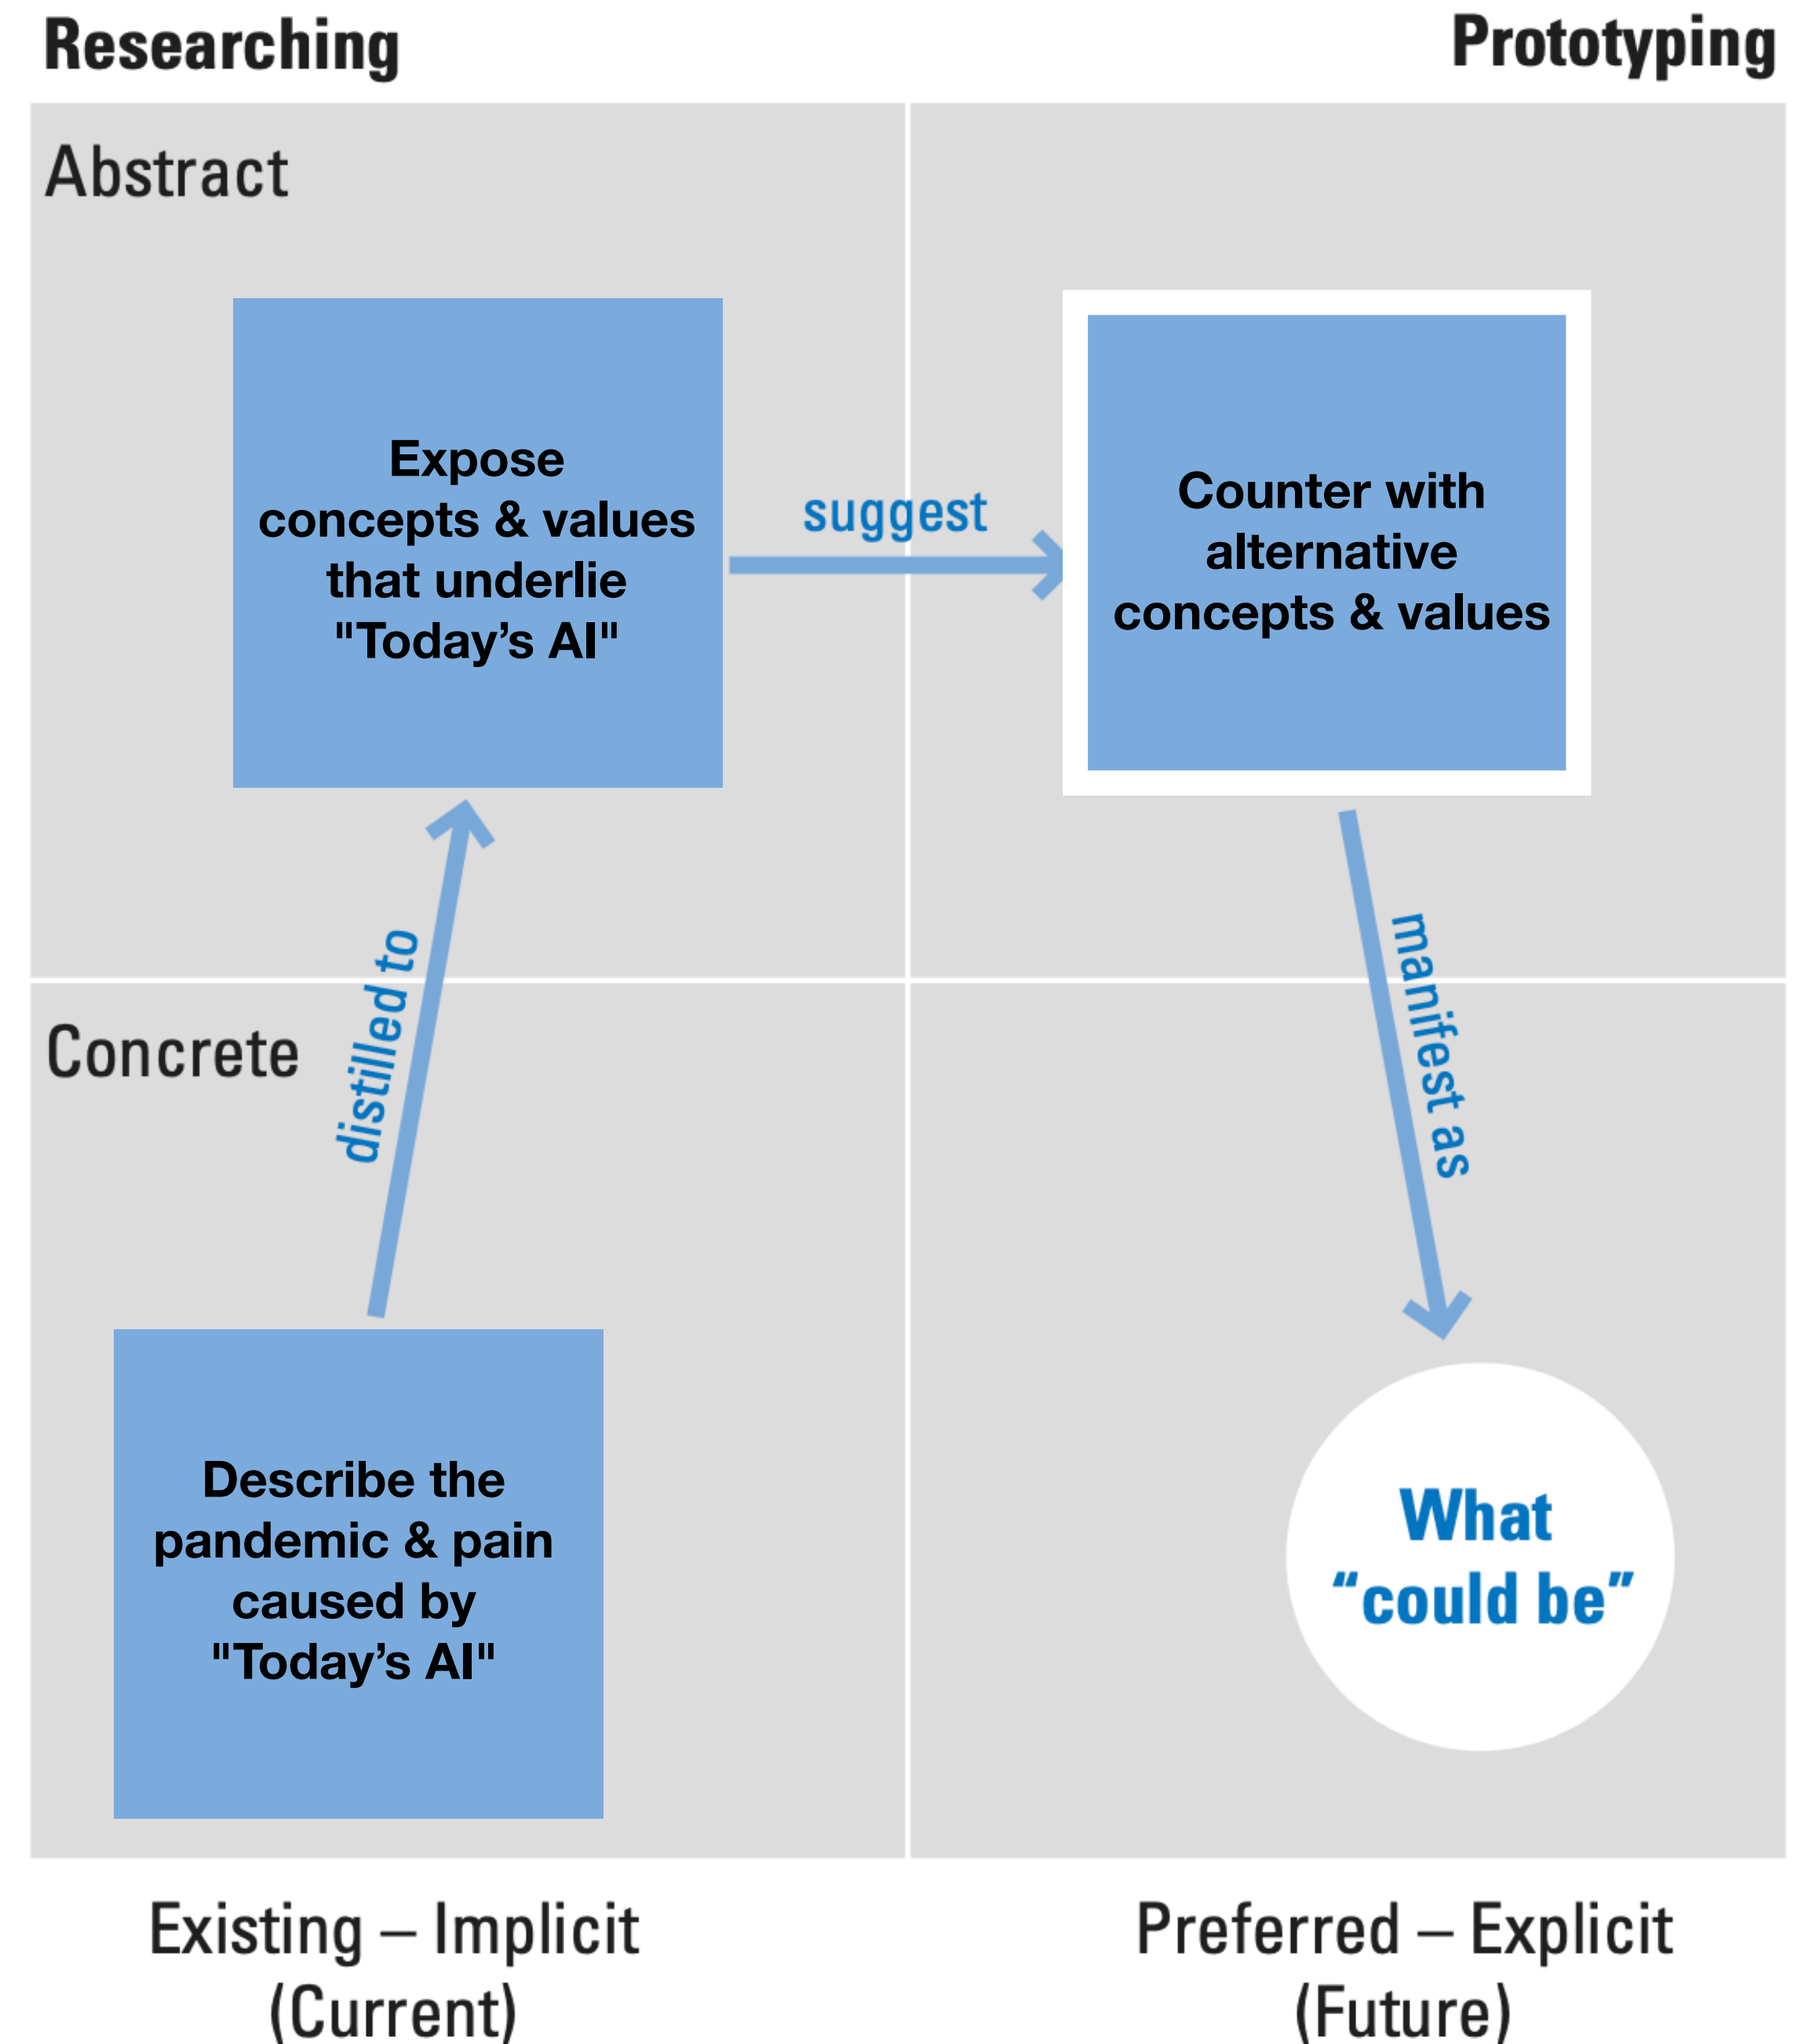 Researching
Prototyping
Abstract
Expose
concepts & values
that underlie
"Today’s AI"
suggest
Counter with
alternative
concepts & values
distilled to
manifest as
Concrete
Describe the
pandemic & pain
caused by
"Today’s AI"
What
“could be”
Existing – Implicit
(Current)
Preferred – Explicit
(Future)